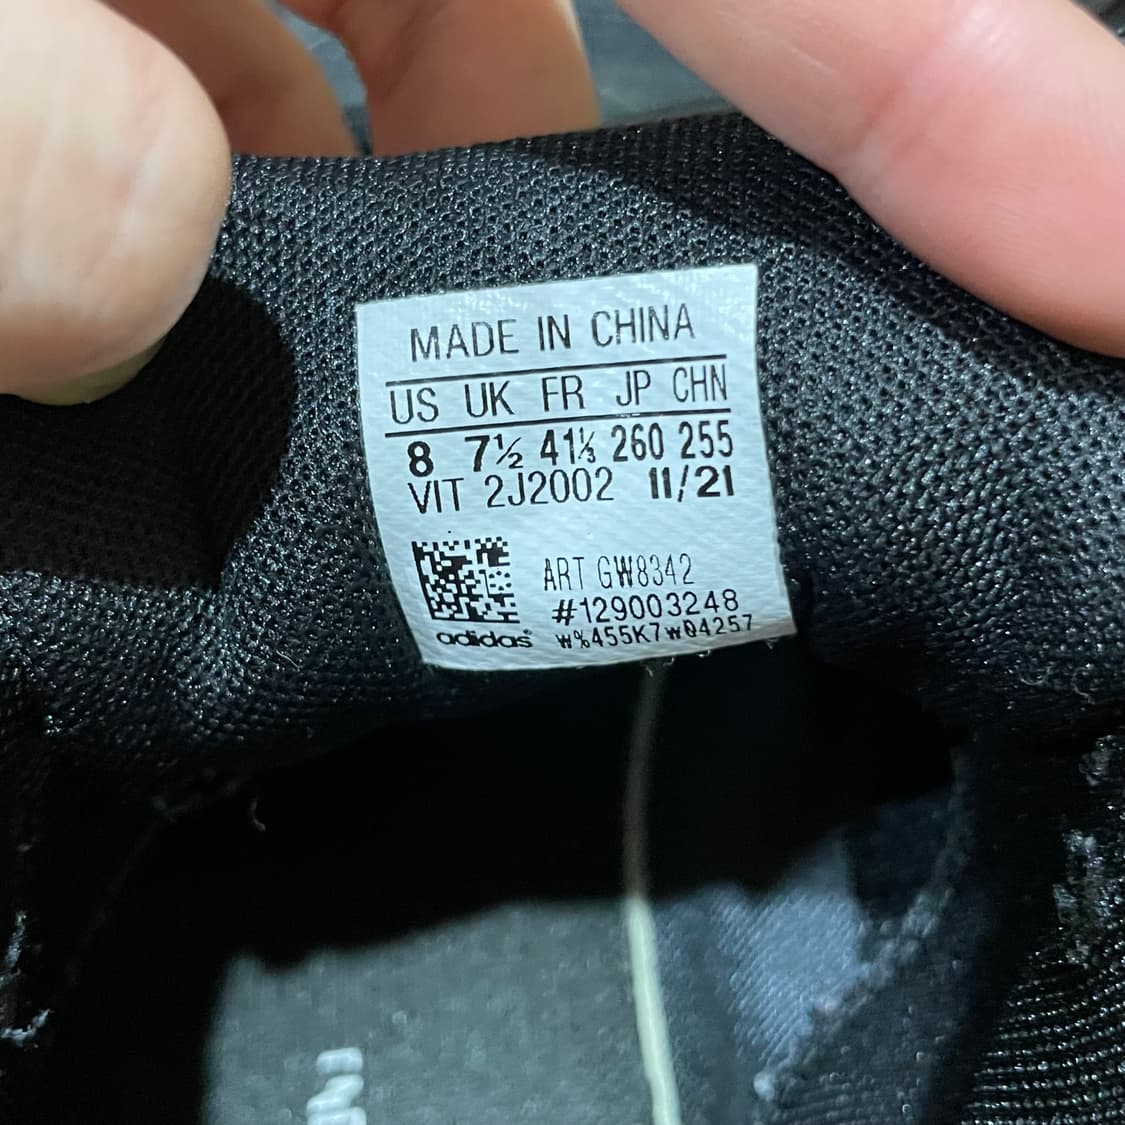 MADE IN CHINA
US UK FR JP CHN
8 7½ 41⅓ 260 255
VIT 2J2002 11/21
ART GW8342
#129003248
adidas® W%455K7W04257